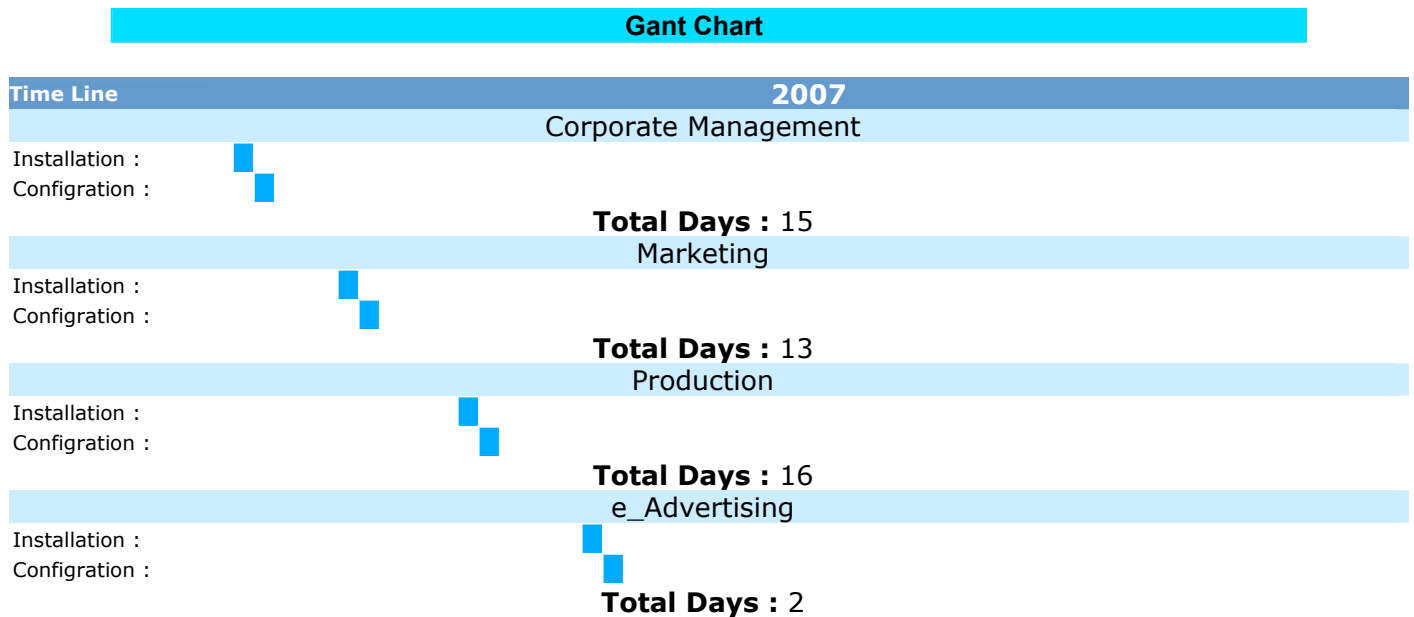 Gant Chart
Time Line 2007
Corporate Management
Installation :
Configration :
Total Days : 15
Marketing
Installation :
Configration :
Total Days : 13
Production
Installation :
Configration :
Total Days : 16
e_Advertising
Installation :
Configration :
Total Days : 2